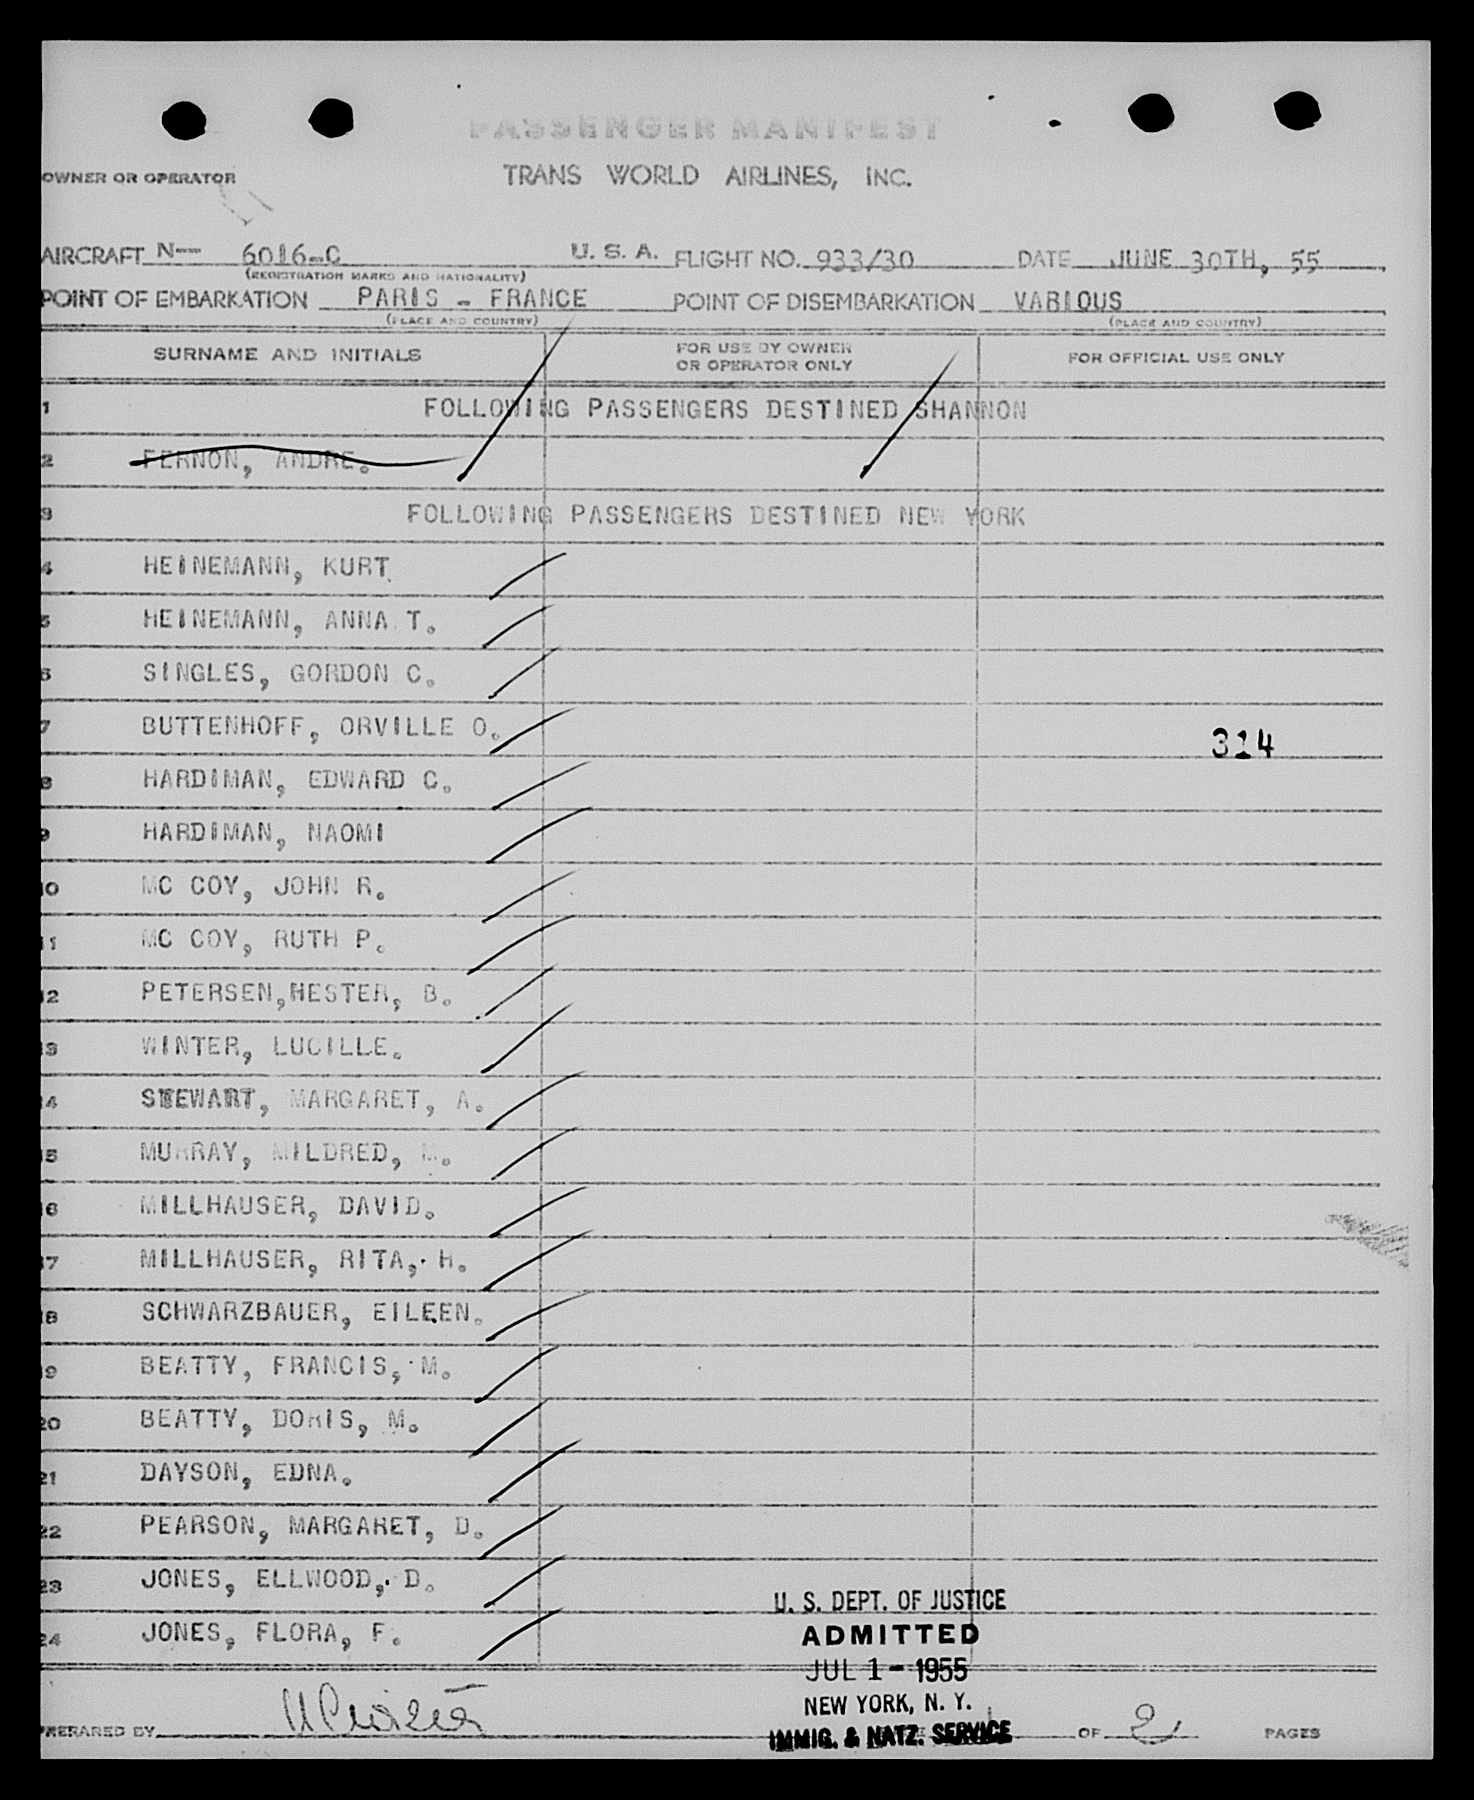 PASSENGER MANIFEST
OWNER OR OPERATOR TRANS WORLD AIRLINES, INC.
AIRCRAFT N-- 6016-C U. S. A. FLIGHT NO. 933/30 DATE JUNE 30TH, 55
(REGISTRATION MARKS AND NATIONALITY)
POINT OF EMBARKATION PARIS - FRANCE POINT OF DISEMBARKATION VARIOUS
(PLACE AND COUNTRY) (PLACE AND COUNTRY)
SURNAME AND INITIALS FOR USE BY OWNER OR OPERATOR ONLY FOR OFFICIAL USE ONLY
1 FOLLOWING PASSENGERS DESTINED SHANNON
2 FERNON, ANDRE.
3 FOLLOWING PASSENGERS DESTINED NEW YORK
4 HEINEMANN, KURT
5 HEINEMANN, ANNA T.
6 SINGLES, GORDON C.
7 BUTTENHOFF, ORVILLE O. 314
8 HARDIMAN, EDWARD C.
9 HARDIMAN, NAOMI
10 MC COY, JOHN R.
11 MC COY, RUTH P.
12 PETERSEN,HESTER, B.
13 WINTER, LUCILLE.
14 STEWART, MARGARET, A.
15 MURRAY, MILDRED, M.
16 MILLHAUSER, DAVID.
17 MILLHAUSER, RITA, H.
18 SCHWARZBAUER, EILEEN.
19 BEATTY, FRANCIS, M.
20 BEATTY, DORIS, M.
21 DAYSON, EDNA.
22 PEARSON, MARGARET, D.
23 JONES, ELLWOOD, D.
24 JONES, FLORA, F.
U. S. DEPT. OF JUSTICE
ADMITTED
JUL 1 - 1955
NEW YORK, N. Y.
IMMIG. & NATZ. SERVICE
PREPARED BY OF 2 PAGES